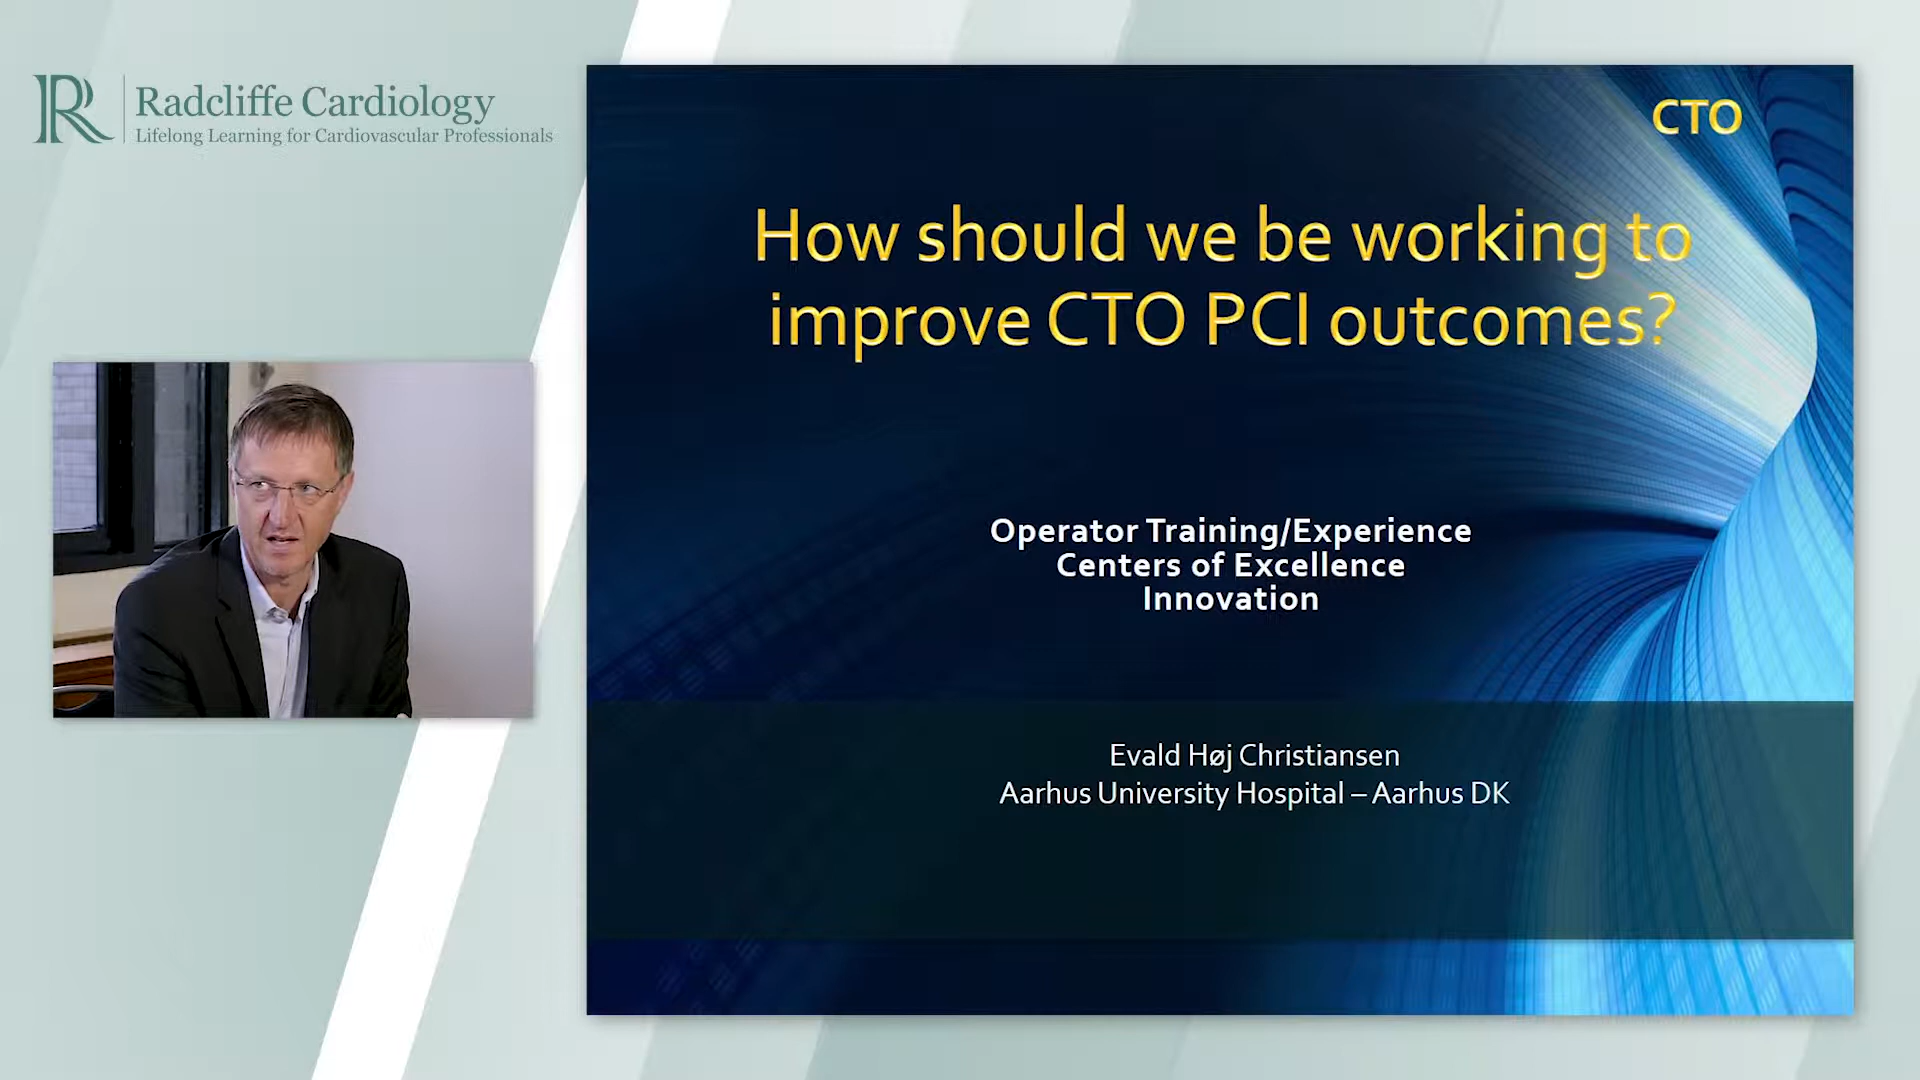 Radcliffe Cardiology
Lifelong Learning for Cardiovascular Professionals
CTO
How should we be working to
improve CTO PCI outcomes?
Operator Training/Experience
Centers of Excellence
Innovation
Evald Høj Christiansen
Aarhus University Hospital – Aarhus DK